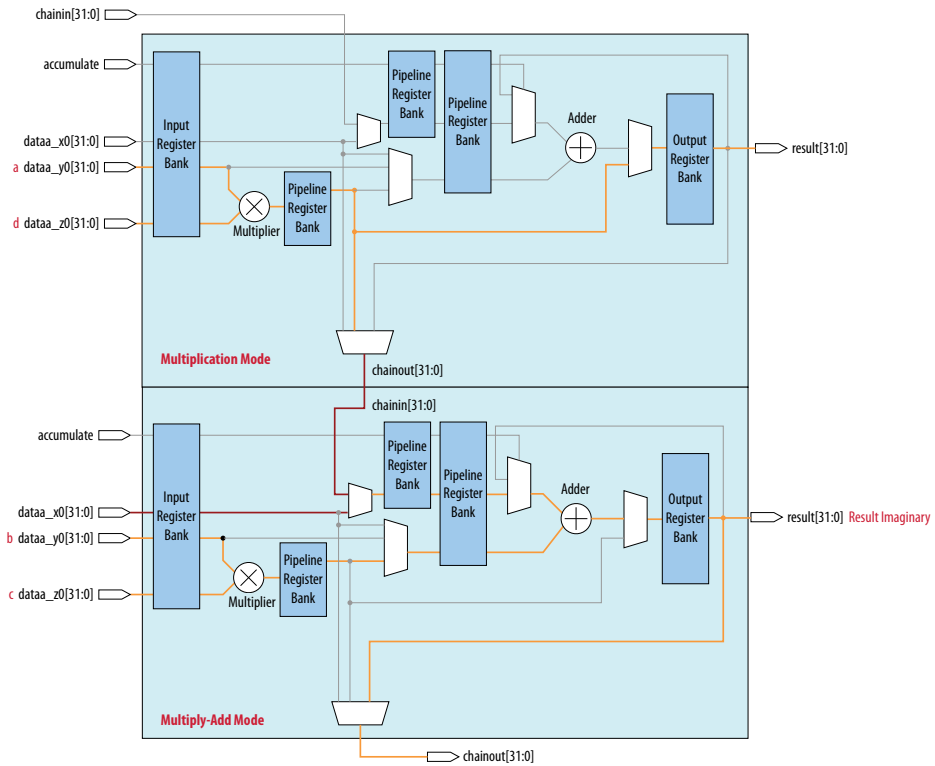 chainin[31:0]
accumulate
Input
Register
Bank
Pipeline
Register
Bank
Pipeline
Register
Bank
Adder
Output
Register
Bank
dataa_x0[31:0]
a dataa_y0[31:0]
result[31:0]
Pipeline
Register
Bank
d dataa_z0[31:0]
Multiplier
Multiplication Mode
chainout[31:0]
chainin[31:0]
accumulate
Input
Register
Bank
Pipeline
Register
Bank
Pipeline
Register
Bank
Adder
Output
Register
Bank
dataa_x0[31:0]
b dataa_y0[31:0]
result[31:0] Result Imaginary
Pipeline
Register
Bank
c dataa_z0[31:0]
Multiplier
Multiply-Add Mode
chainout[31:0]